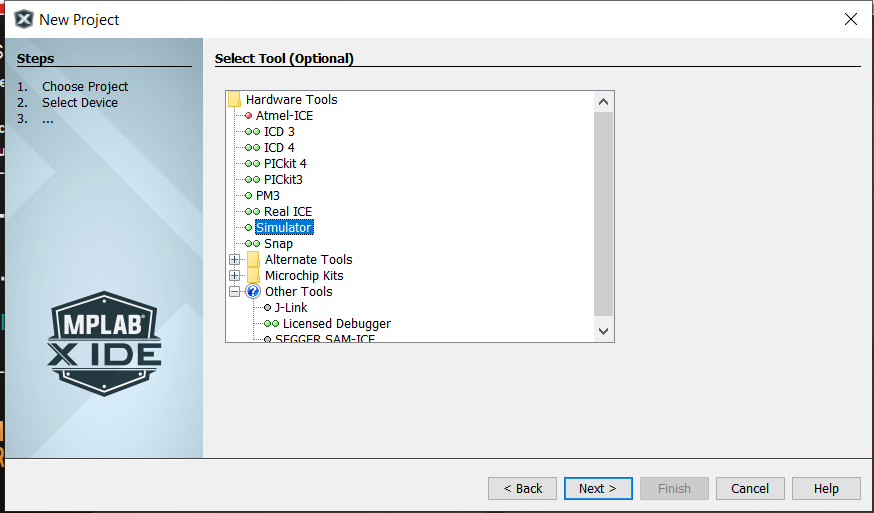 New Project
Steps
1. Choose Project
2. Select Device
3. ...
MPLAB®
X IDE
Select Tool (Optional)
Hardware Tools
Atmel-ICE
ICD 3
ICD 4
PICkit 4
PICkit3
PM3
Real ICE
Simulator
Snap
Alternate Tools
Microchip Kits
Other Tools
J-Link
Licensed Debugger
SEGGER SAM-ICE
< Back
Next >
Finish
Cancel
Help